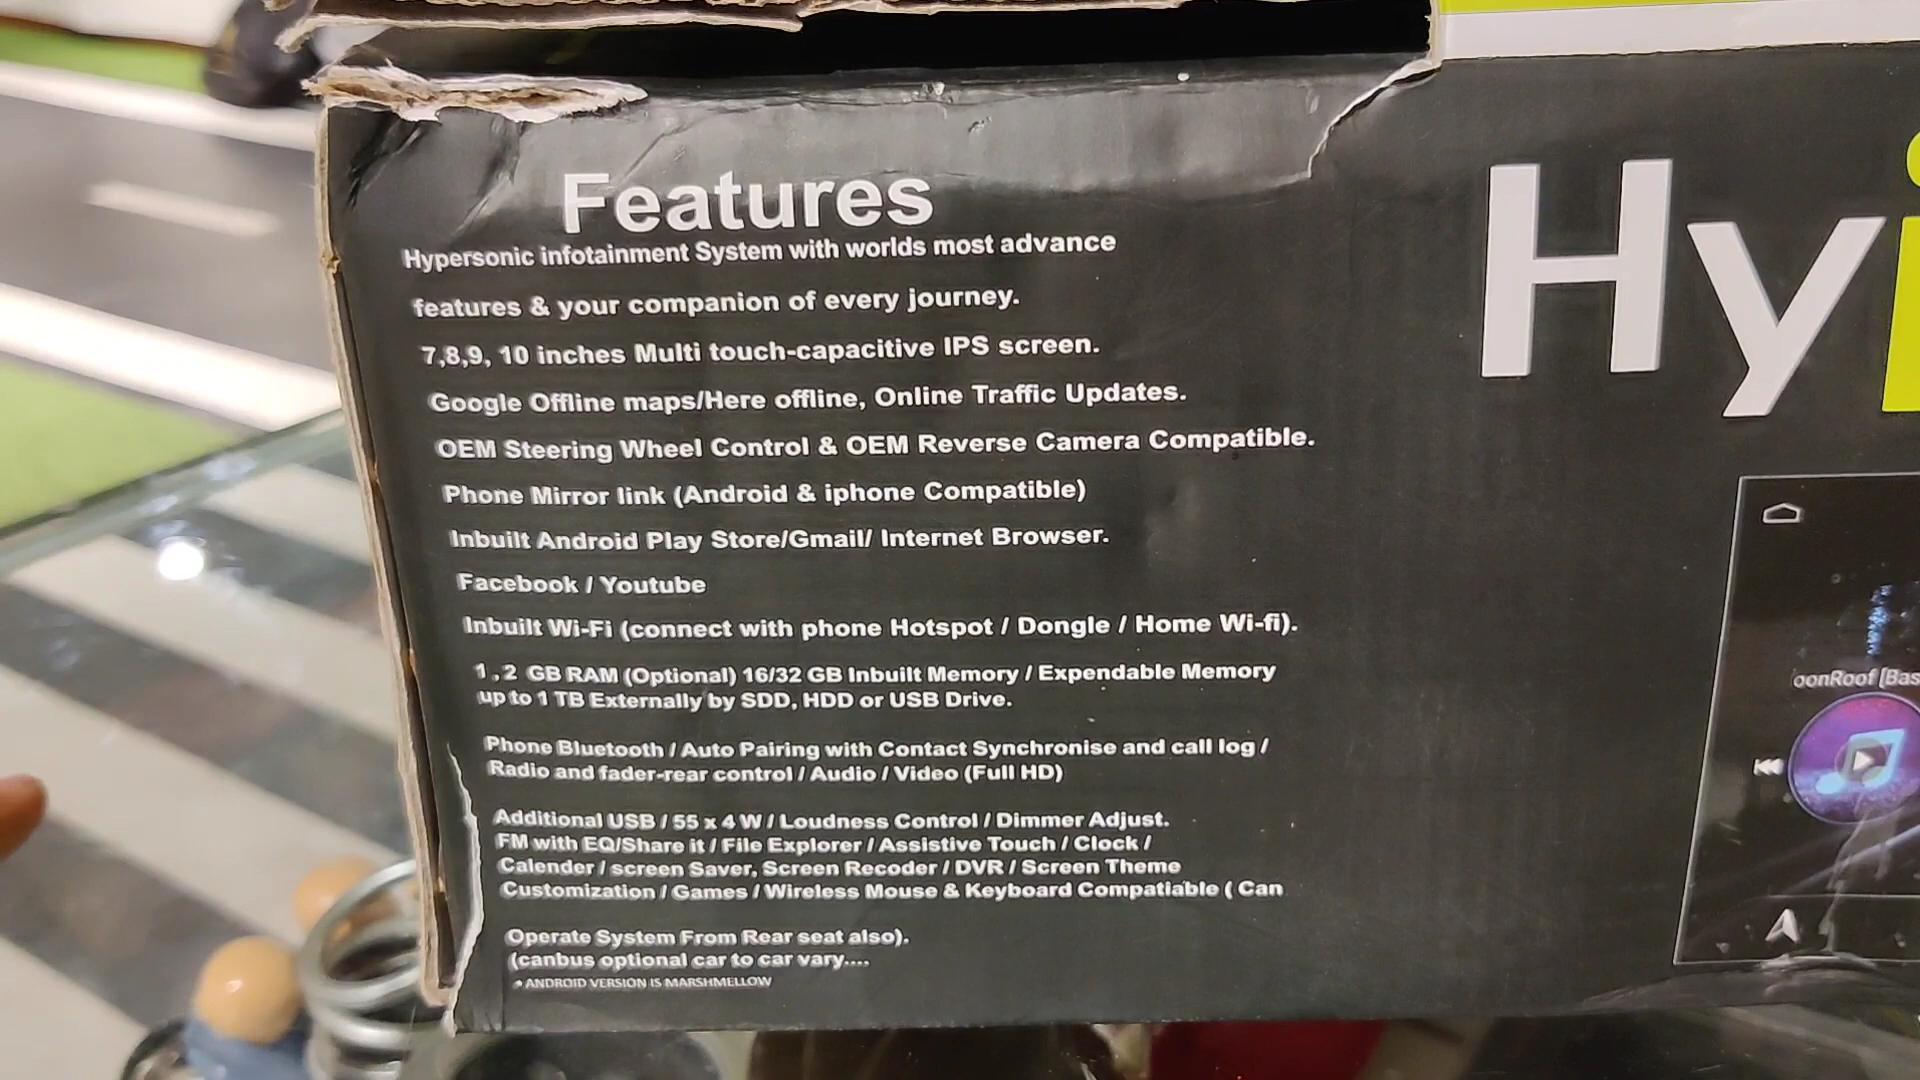 Features
Hypersonic infotainment System with worlds most advance
features & your companion of every journey.
7,8,9, 10 inches Multi touch-capacitive IPS screen.
Google Offline maps/Here offline, Online Traffic Updates.
OEM Steering Wheel Control & OEM Reverse Camera Compatible.
Phone Mirror link (Android & iphone Compatible)
Inbuilt Android Play Store/Gmail/ Internet Browser.
Facebook / Youtube
Inbuilt Wi-Fi (connect with phone Hotspot / Dongle / Home Wi-fi).
1,2 GB RAM (Optional) 16/32 GB Inbuilt Memory / Expendable Memory
up to 1 TB Externally by SDD, HDD or USB Drive.
Phone Bluetooth / Auto Pairing with Contact Synchronise and call log /
Radio and fader-rear control / Audio / Video (Full HD)
Additional USB / 55 x 4 W / Loudness Control / Dimmer Adjust.
FM with EQ/Share it / File Explorer / Assistive Touch / Clock /
Calender / screen Saver, Screen Recoder / DVR / Screen Theme
Customization / Games / Wireless Mouse & Keyboard Compatiable ( Can
Operate System From Rear seat also).
(canbus optional car to car vary....
* ANDROID VERSION IS MARSHMELLOW
Hyi
oonRoof [Bas